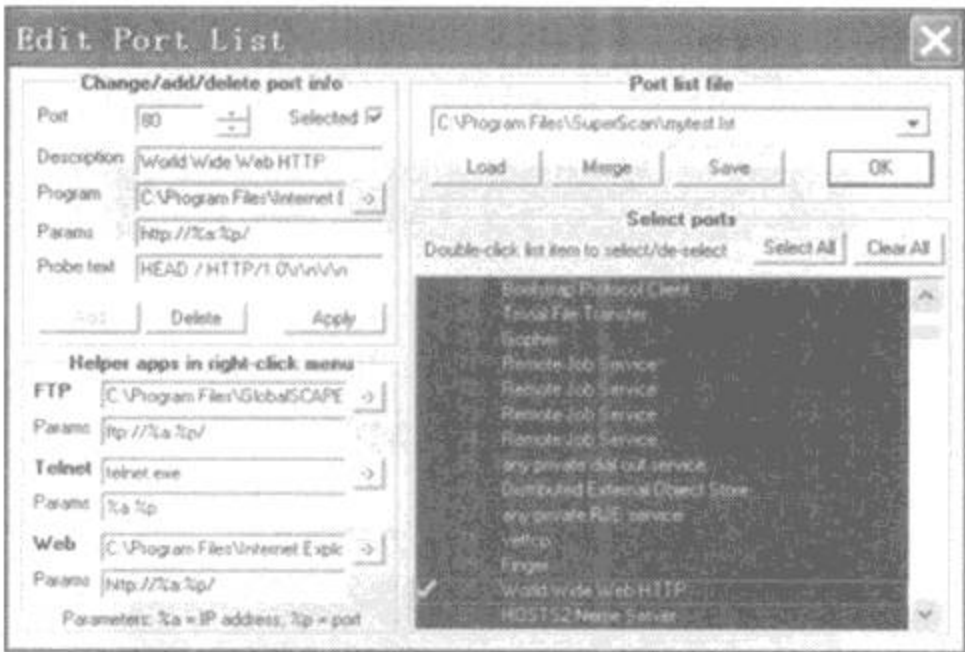 Edit Port List
Change/add/delete port info
Port 80 Selected
Description World Wide Web HTTP
Program C:\Program Files\Internet E ->
Params http://%a:%p/
Probe text HEAD / HTTP/1.0\r\n\r\n
Add Delete Apply
Helper apps in right-click menu
FTP C:\Program Files\GlobalSCAPE ->
Params ftp://%a:%p/
Telnet telnet.exe ->
Params %a %p
Web C:\Program Files\Internet Explc ->
Params http://%a:%p/
Parameters: %a = IP address, %p = port
Port list file
C:\Program Files\SuperScan\mytest.lst
Load Merge Save OK
Select ports
Double-click list item to select/de-select Select All Clear All
Bootstrap Protocol Client
Trivial File Transfer
Gopher
Remote Job Service
Remote Job Service
Remote Job Service
Remote Job Service
any private dial out service
Distributed External Object Store
any private RJE service
vettcp
Finger
World Wide Web HTTP
HOSTS2 Name Server